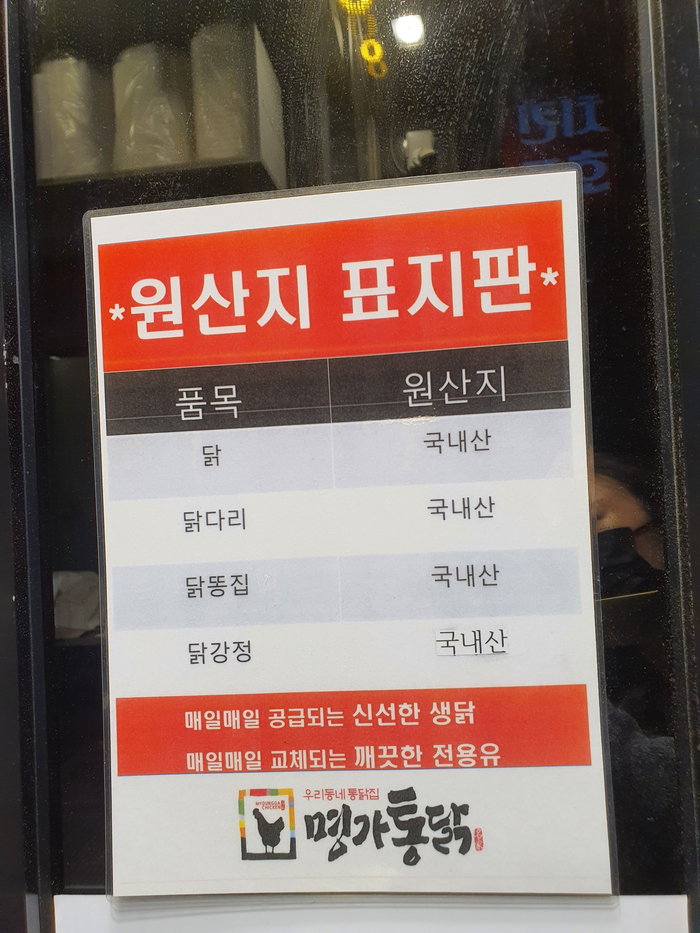 *원산지 표지판*
품목 원산지
닭 국내산
닭다리 국내산
닭똥집 국내산
닭강정 국내산
매일매일 공급되는 신선한 생닭
매일매일 교체되는 깨끗한 전용유
우리동네 통닭집
명가통닭